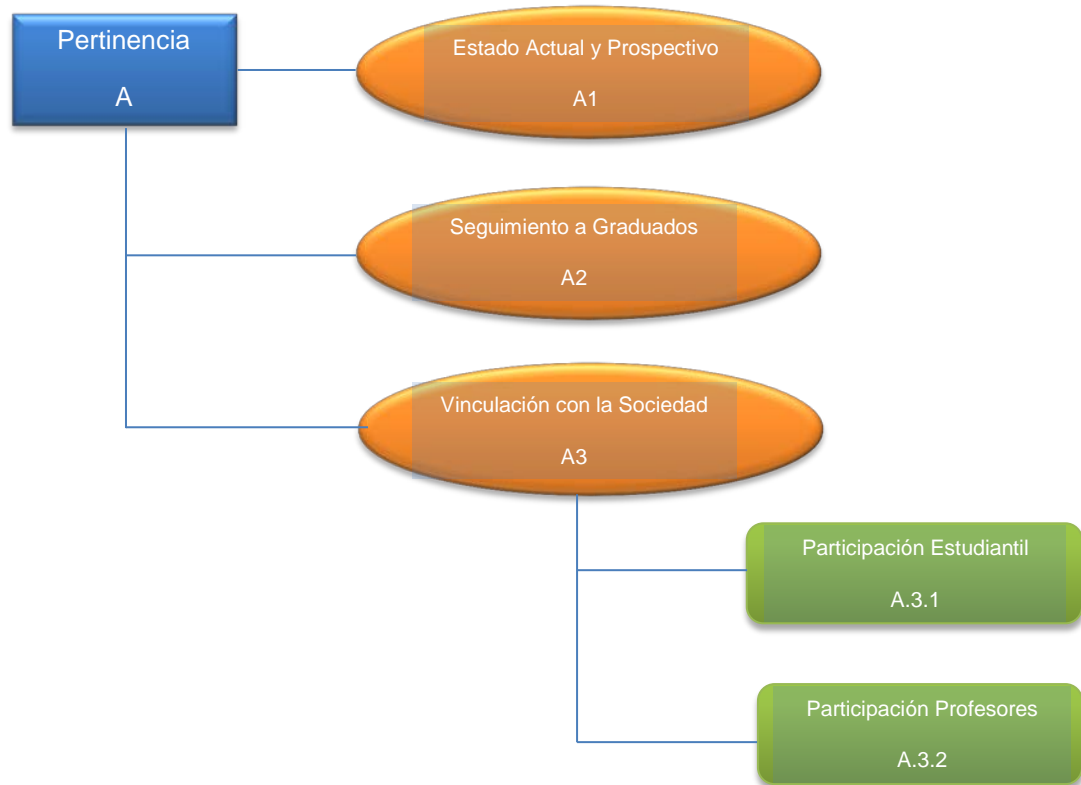 Pertinencia
A
Estado Actual y Prospectivo
A1
Seguimiento a Graduados
A2
Vinculación con la Sociedad
A3
Participación Estudiantil
A.3.1
Participación Profesores
A.3.2